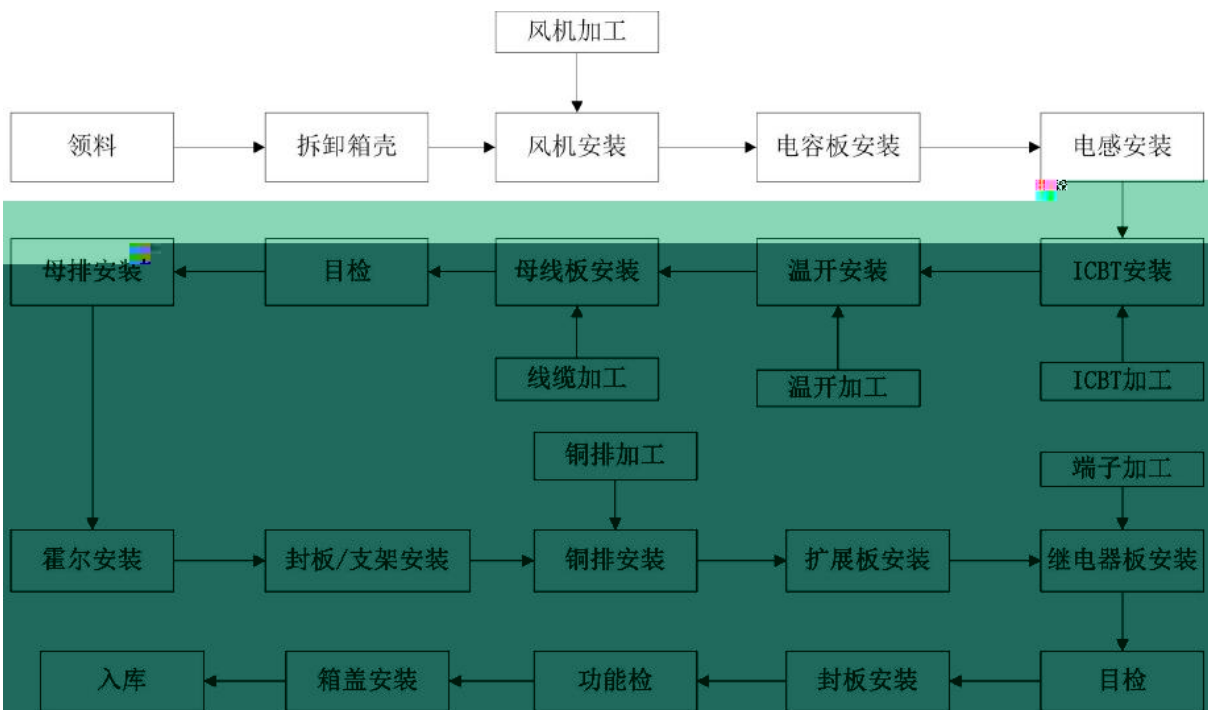 风机加工
领料
拆卸箱壳
风机安装
电容板安装
电感安装
母排安装
目检
母线板安装
温开安装
ICBT安装
线缆加工
温开加工
ICBT加工
铜排加工
端子加工
霍尔安装
封板/支架安装
铜排安装
扩展板安装
继电器板安装
入库
箱盖安装
功能检
封板安装
目检